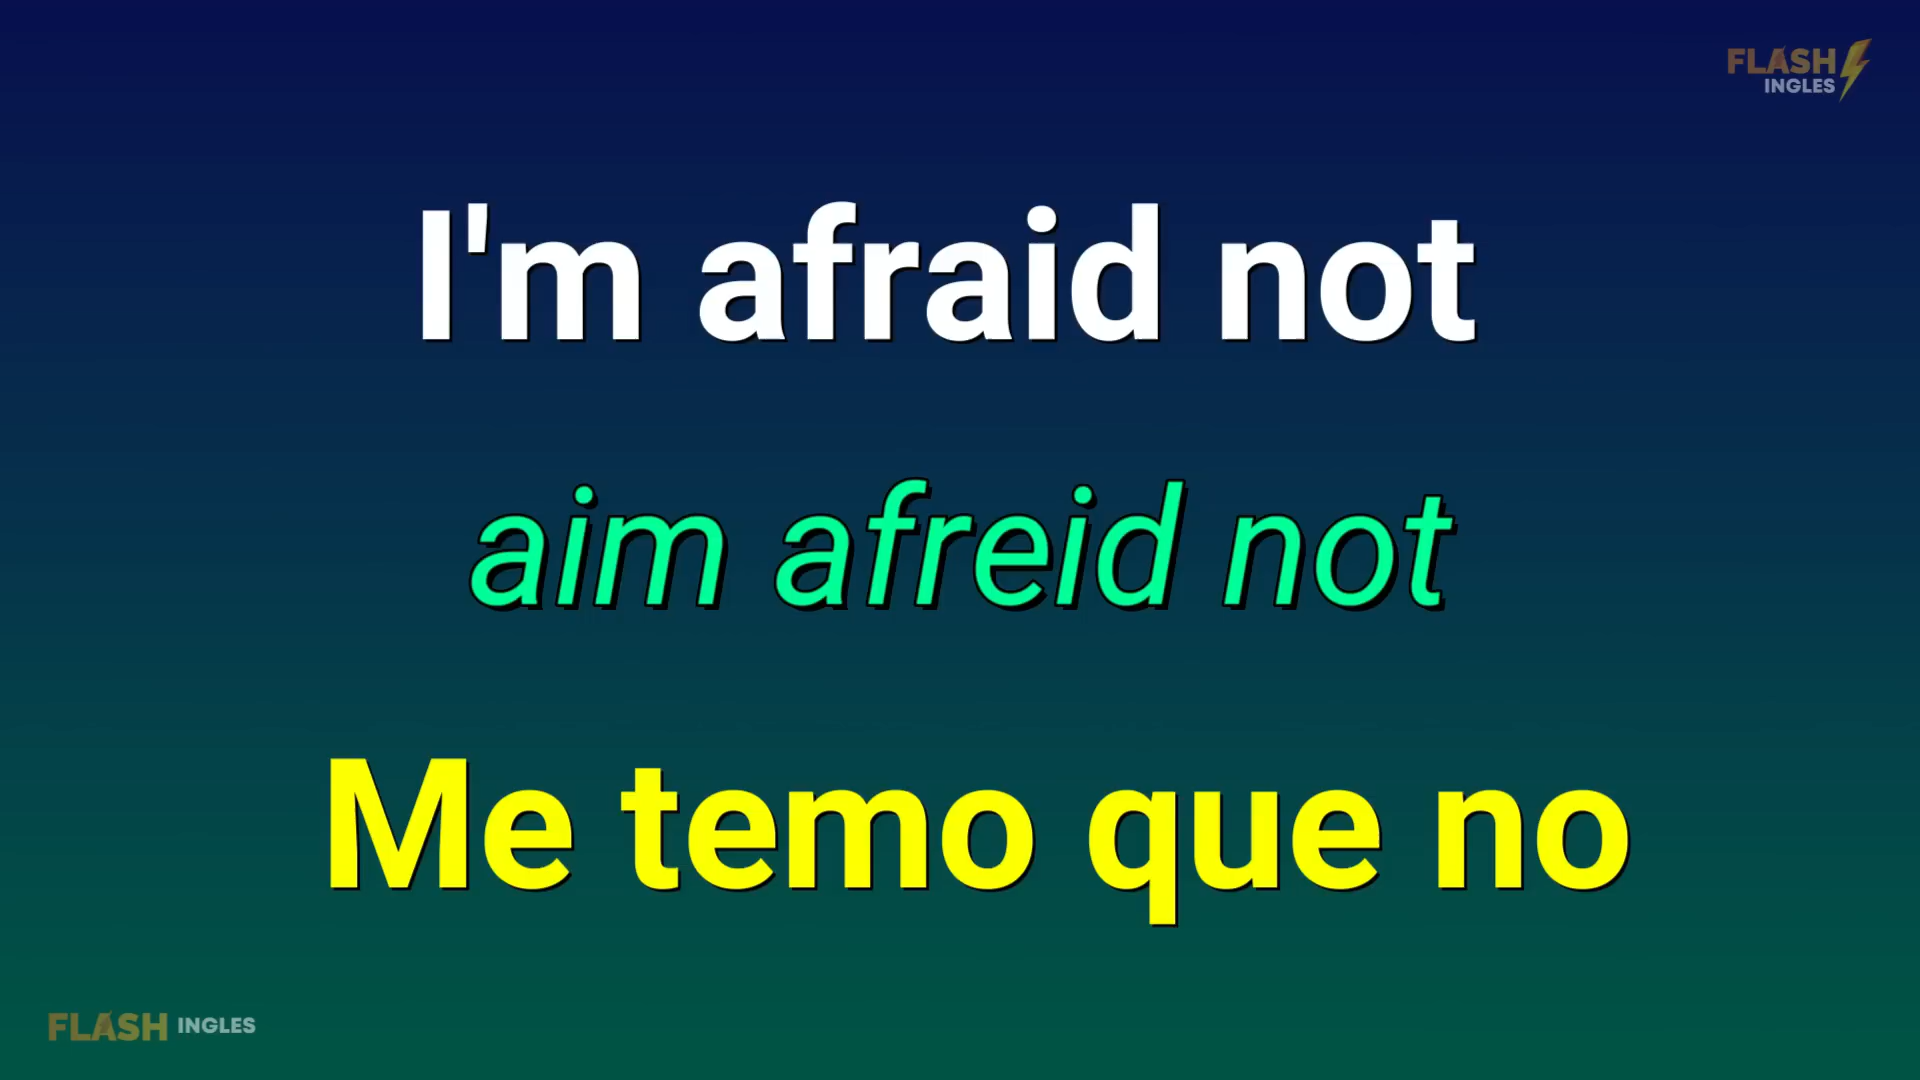 FLASH
INGLES
I'm afraid not
aim afreid not
Me temo que no
FLASH INGLES